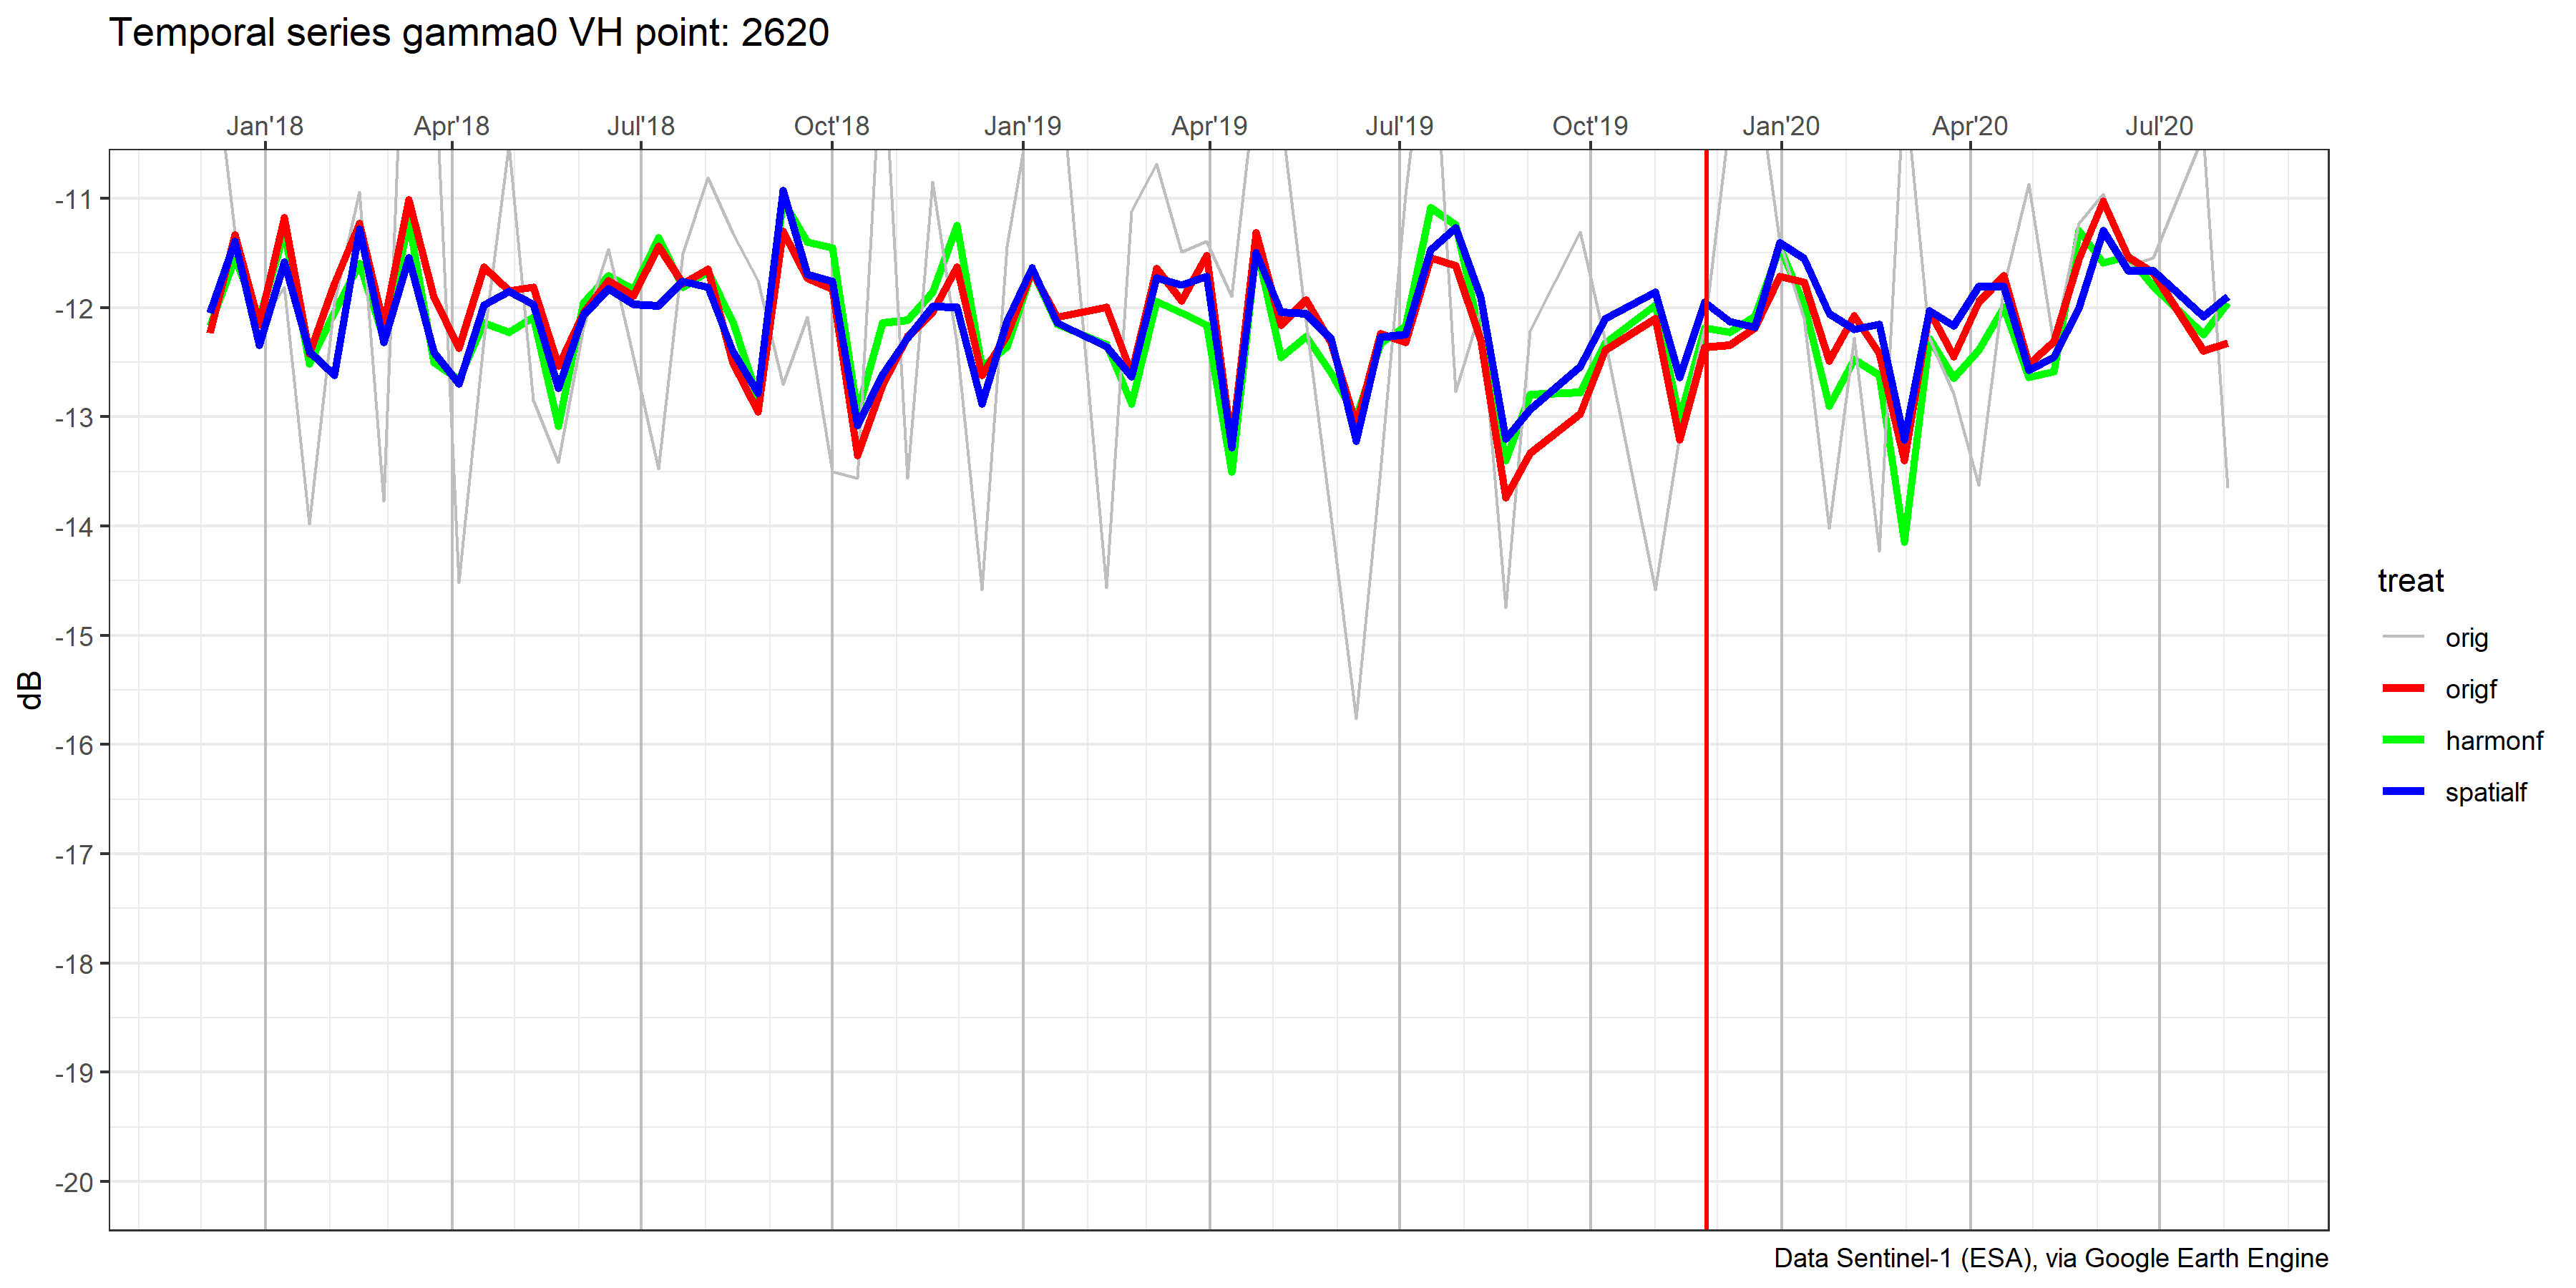 Temporal series gamma0 VH point: 2620
Jan'18 Apr'18 Jul'18 Oct'18 Jan'19 Apr'19 Jul'19 Oct'19 Jan'20 Apr'20 Jul'20
-11
-12
-13
-14
-15
-16
-17
-18
-19
-20
dB
treat
orig
origf
harmonf
spatialf
Data Sentinel-1 (ESA), via Google Earth Engine